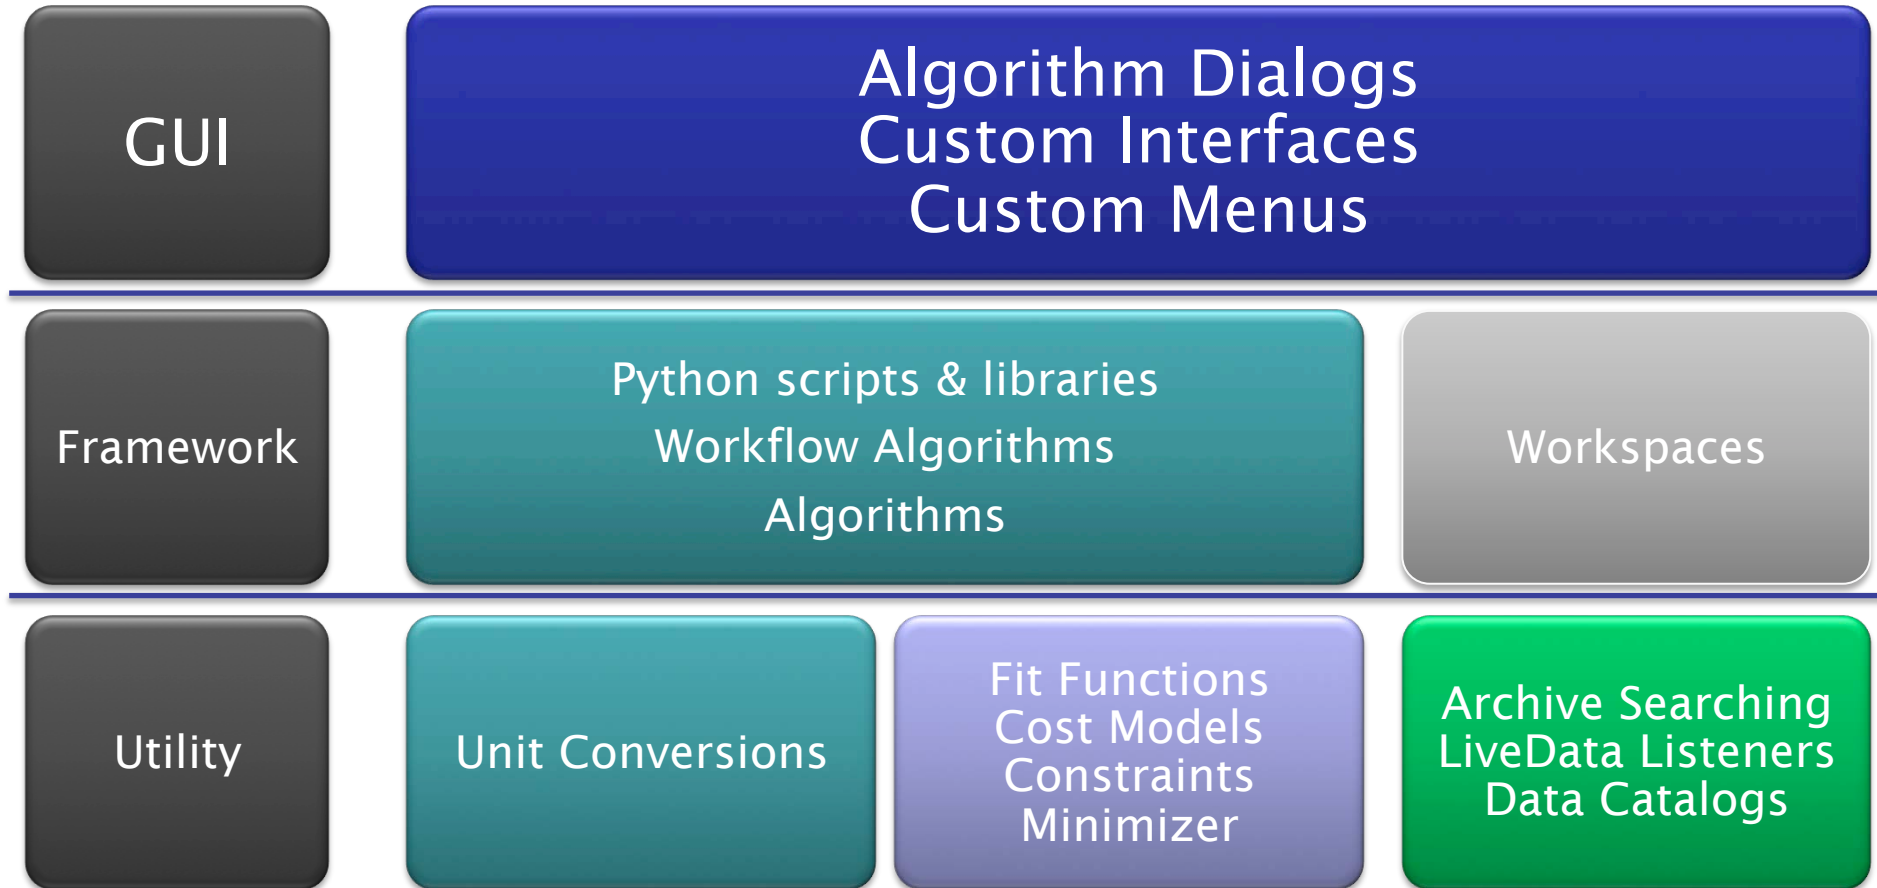 GUI
Algorithm Dialogs
Custom Interfaces
Custom Menus
Framework
Python scripts & libraries
Workflow Algorithms
Algorithms
Workspaces
Utility
Unit Conversions
Fit Functions
Cost Models
Constraints
Minimizer
Archive Searching
LiveData Listeners
Data Catalogs